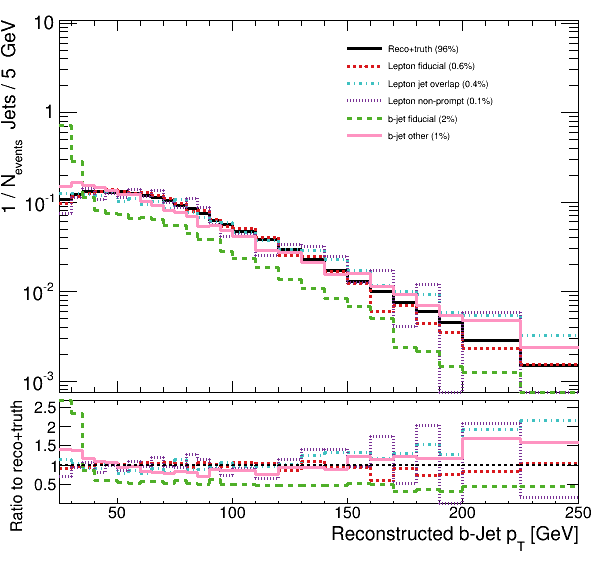 1 / N_events Jets / 5 GeV
10
1
10^-1
10^-2
10^-3
Reco+truth (96%)
Lepton fiducial (0.6%)
Lepton jet overlap (0.4%)
Lepton non-prompt (0.1%)
b-jet fiducial (2%)
b-jet other (1%)
Ratio to reco+truth
2.5
2
1.5
1
0.5
50 100 150 200 250
Reconstructed b-Jet p_T [GeV]